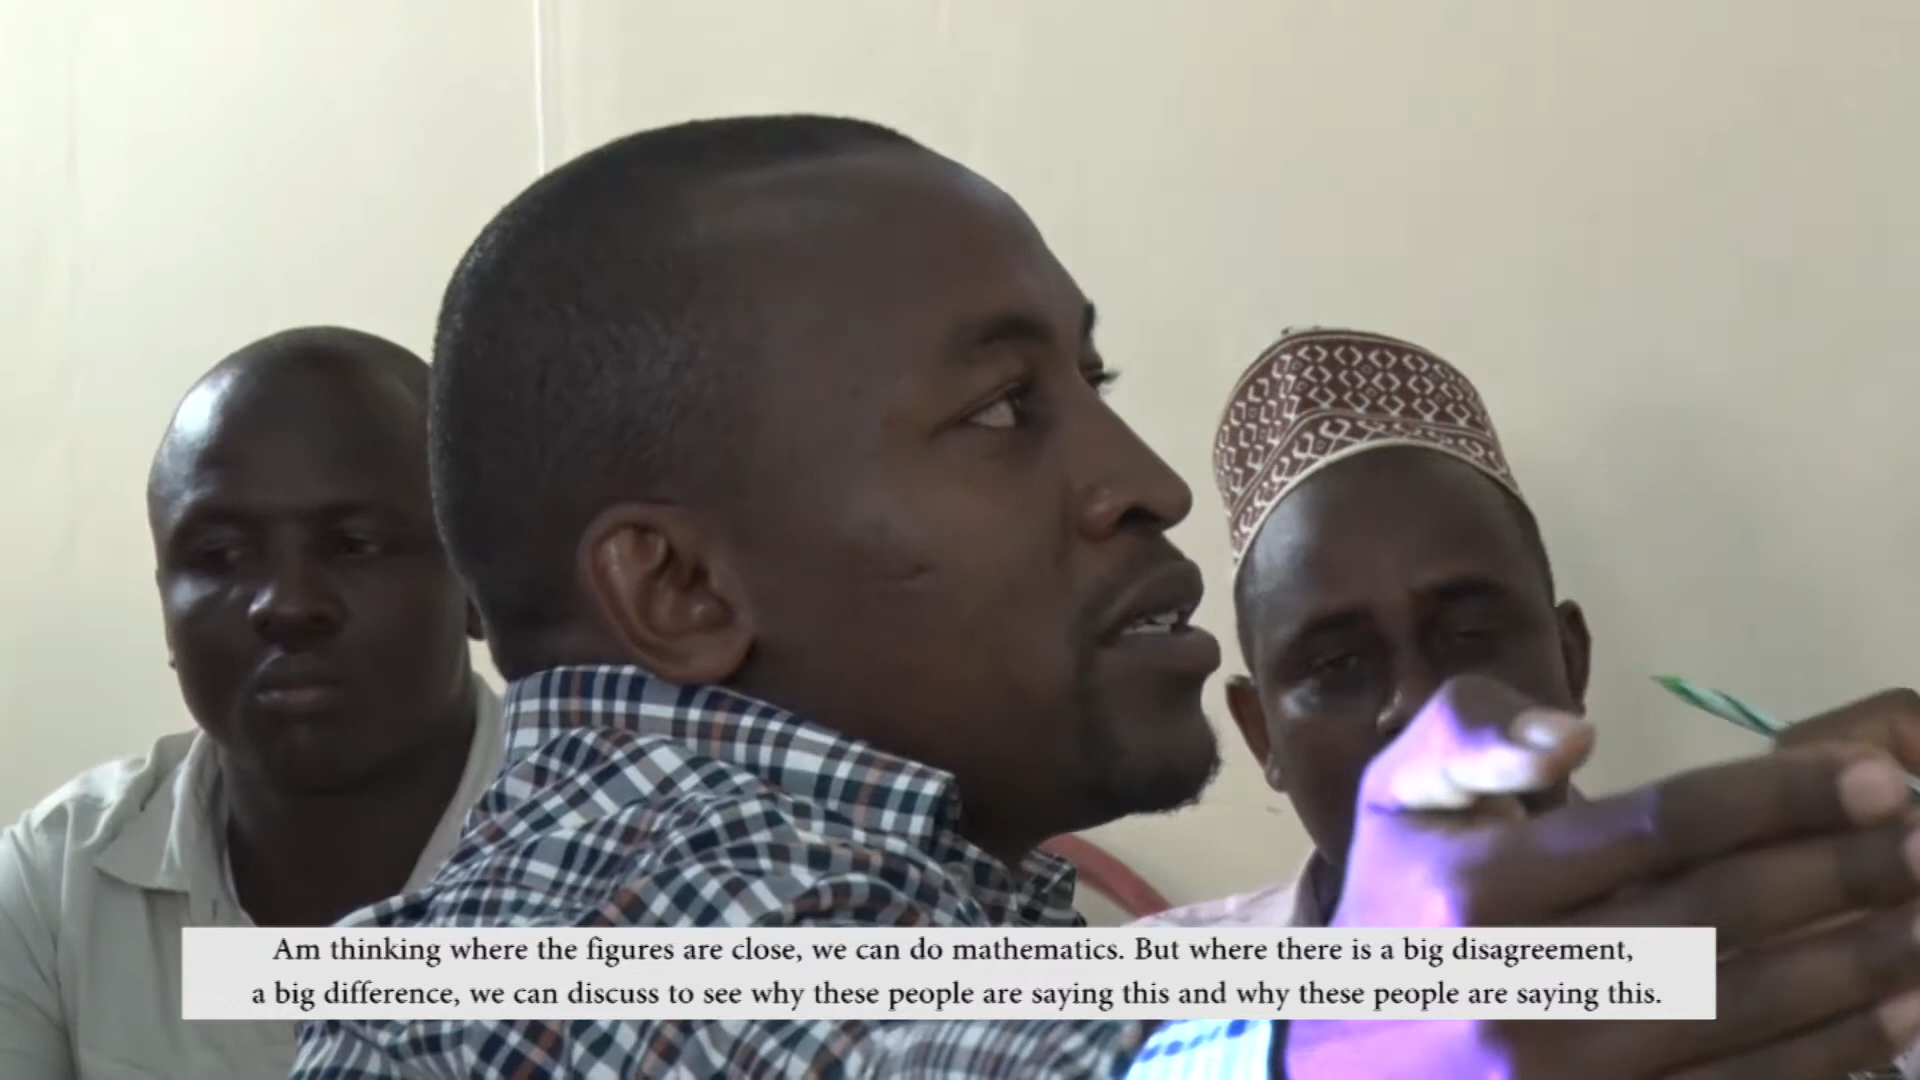 Am thinking where the figures are close, we can do mathematics. But where there is a big disagreement,
a big difference, we can discuss to see why these people are saying this and why these people are saying this.